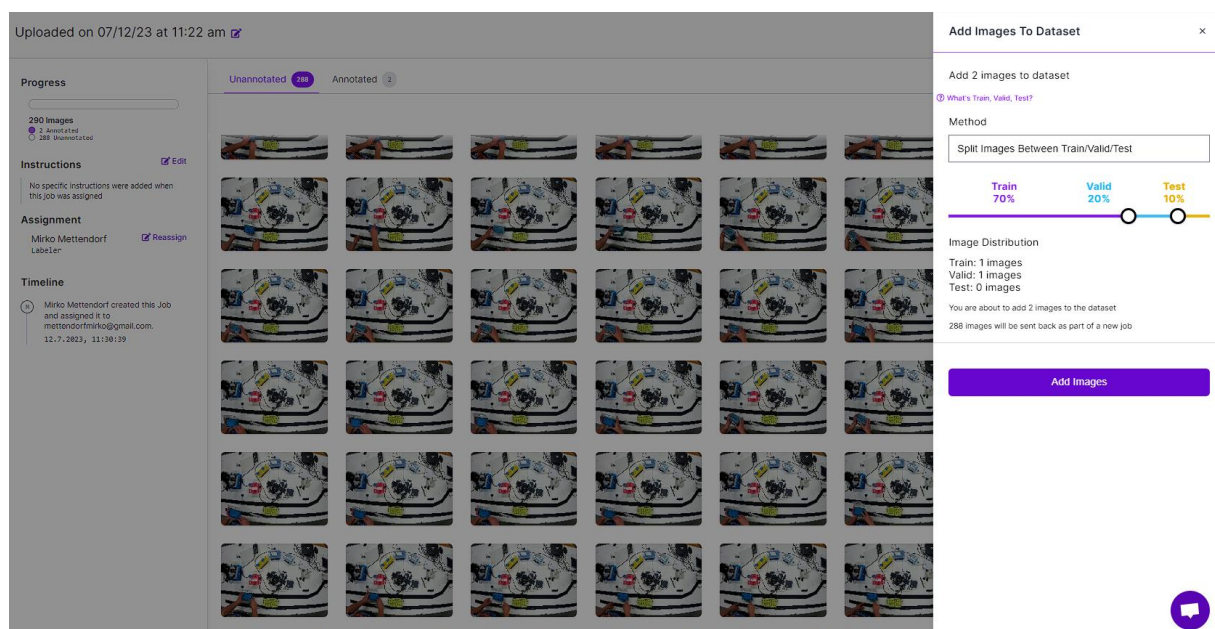 Uploaded on 07/12/23 at 11:22 am
Progress
290 Images
2 Annotated
288 Unannotated
Instructions
Edit
No specific instructions were added when
this job was assigned
Assignment
Mirko Mettendorf
Reassign
Labeler
Timeline
Mirko Mettendorf created this Job
and assigned it to
mettendorfmirko@gmail.com.
12.7.2023, 11:30:39
Unannotated 288
Annotated 2
Add Images To Dataset
×
Add 2 images to dataset
What's Train, Valid, Test?
Method
Split Images Between Train/Valid/Test
Train Valid Test
70% 20% 10%
Image Distribution
Train: 1 images
Valid: 1 images
Test: 0 images
You are about to add 2 images to the dataset
288 images will be sent back as part of a new job
Add Images